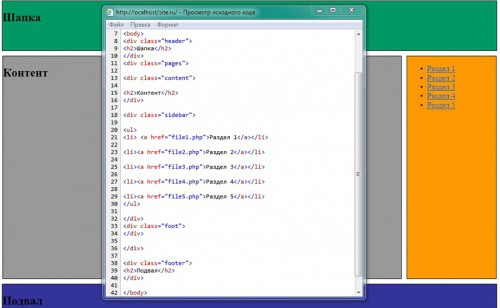 http://localhost/site.ru/ - Просмотр исходного кода
Файл Правка Формат
Шапка
Контент
7 <body>
8 <div class="header">
9 <h2>Шапка</h2>
10 </div>
11 <div class="pages">
12
13 <div class="content">
14
15 <h2>Контент</h2>
16 </div>
17
18 <div class="sidebar">
19
20 <ul>
21 <li> <a href="file1.php">Раздел 1</a></li>
22
23 <li><a href="file2.php">Раздел 2</a></li>
24
25 <li><a href="file3.php">Раздел 3</a></li>
26
27 <li><a href="file4.php">Раздел 4</a></li>
28
29 <li><a href="file5.php">Раздел 5</a></li>
30 </ul>
31
32 </div>
33 <div class="foot">
34 </div>
35
36 </div>
37
38 <div class="footer">
39 <h2>Подвал</h2>
40 </div>
41
42 </body>
Раздел 1
Раздел 2
Раздел 3
Раздел 4
Раздел 5
Подвал